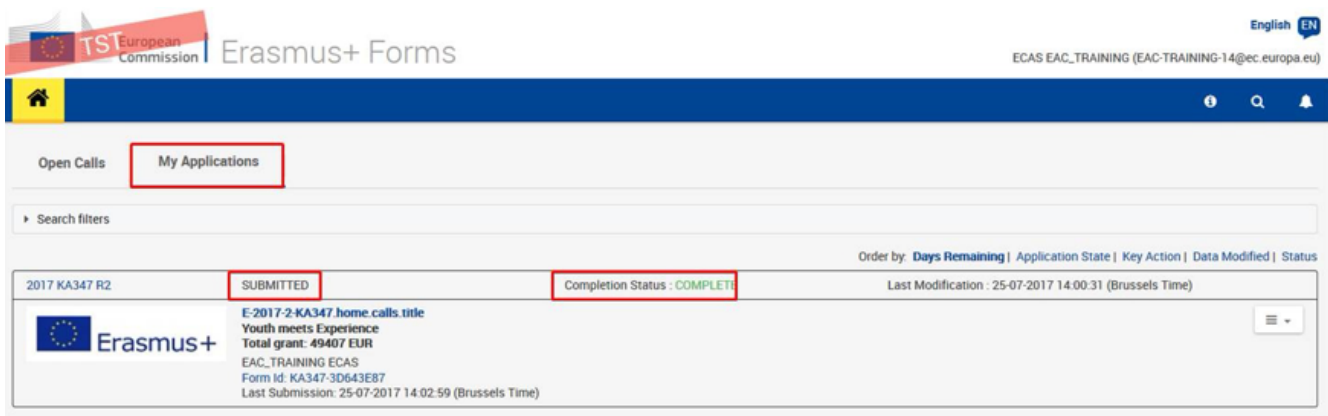 English EN
TST
European
Commission
Erasmus+ Forms
ECAS EAC_TRAINING (EAC-TRAINING-14@ec.europa.eu)
Open Calls My Applications
Search filters
Order by: Days Remaining | Application State | Key Action | Data Modified | Status
2017 KA347 R2 SUBMITTED Completion Status : COMPLETE Last Modification : 25-07-2017 14:00:31 (Brussels Time)
Erasmus+
E-2017-2-KA347.home.calls.title
Youth meets Experience
Total grant: 49407 EUR
EAC_TRAINING ECAS
Form Id: KA347-3D643E87
Last Submission: 25-07-2017 14:02:59 (Brussels Time)